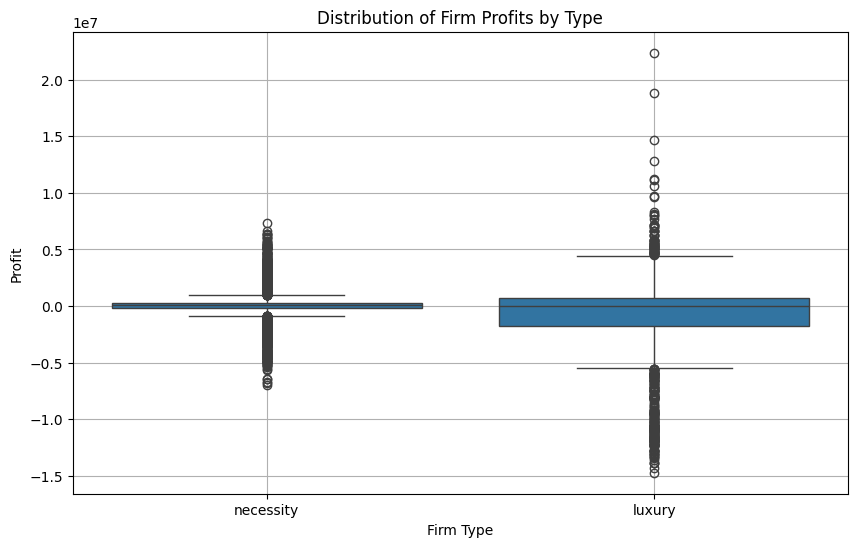 Distribution of Firm Profits by Type
1e7
2.0
1.5
1.0
0.5
0.0
−0.5
−1.0
−1.5
Profit
necessity
luxury
Firm Type